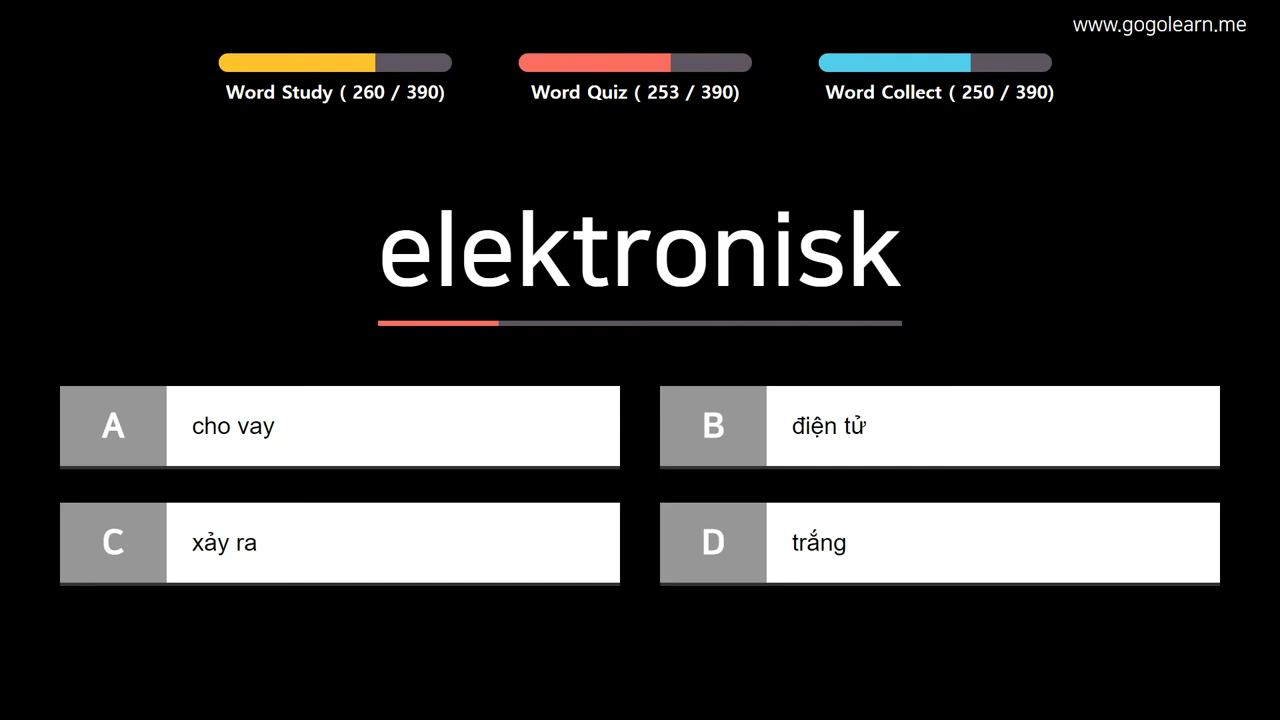 www.gogolearn.me
Word Study ( 260 / 390)
Word Quiz ( 253 / 390)
Word Collect ( 250 / 390)
elektronisk
A
cho vay
B
điện tử
C
xảy ra
D
trắng